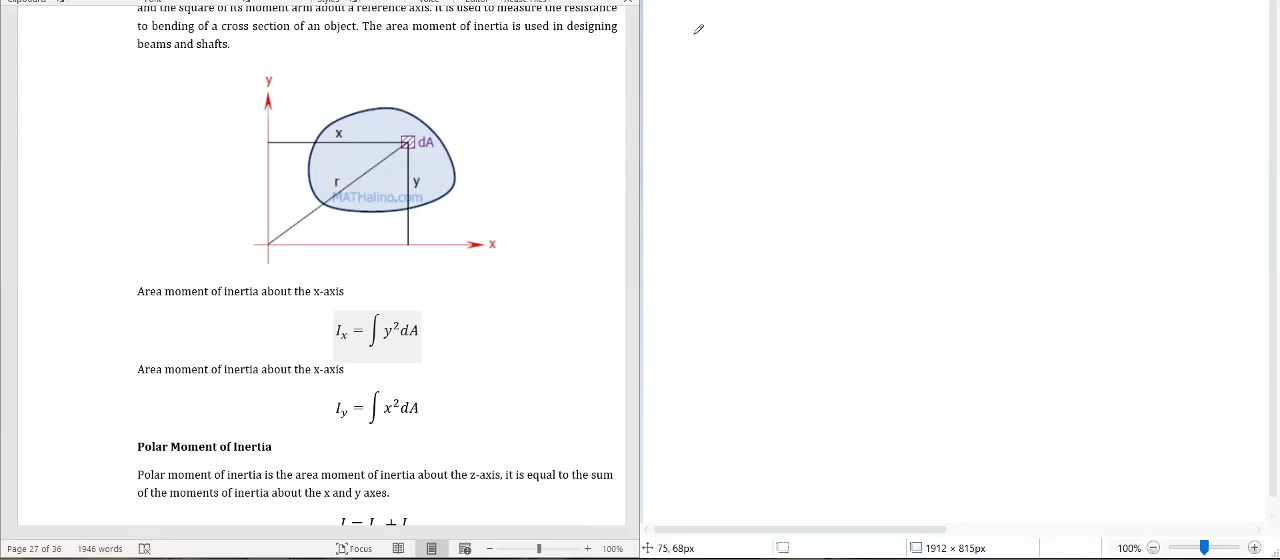 and the square of its moment arm about a reference axis. It is used to measure the resistance
to bending of a cross section of an object. The area moment of inertia is used in designing
beams and shafts.
y
x
dA
r
y
MATHalino.com
x
Area moment of inertia about the x-axis
I_x = ∫ y²dA
Area moment of inertia about the x-axis
I_y = ∫ x²dA
Polar Moment of Inertia
Polar moment of inertia is the area moment of inertia about the z-axis, it is equal to the sum
of the moments of inertia about the x and y axes.
Page 27 of 36 1946 words Focus 100%
75, 68px 1912 × 815px 100%